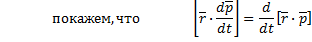 покажем, что [r̅ · dp̅/dt] = d/dt [r̅ · p̅]